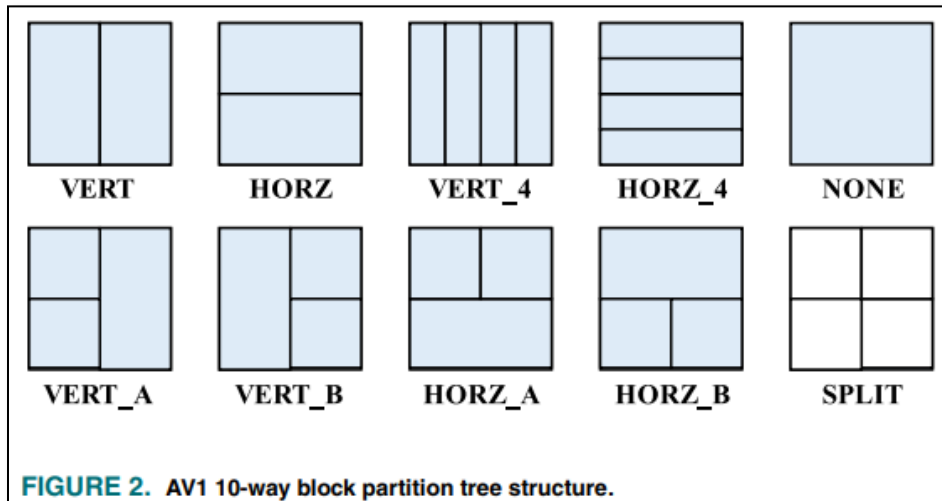 VERT HORZ VERT_4 HORZ_4 NONE
VERT_A VERT_B HORZ_A HORZ_B SPLIT
FIGURE 2. AV1 10-way block partition tree structure.